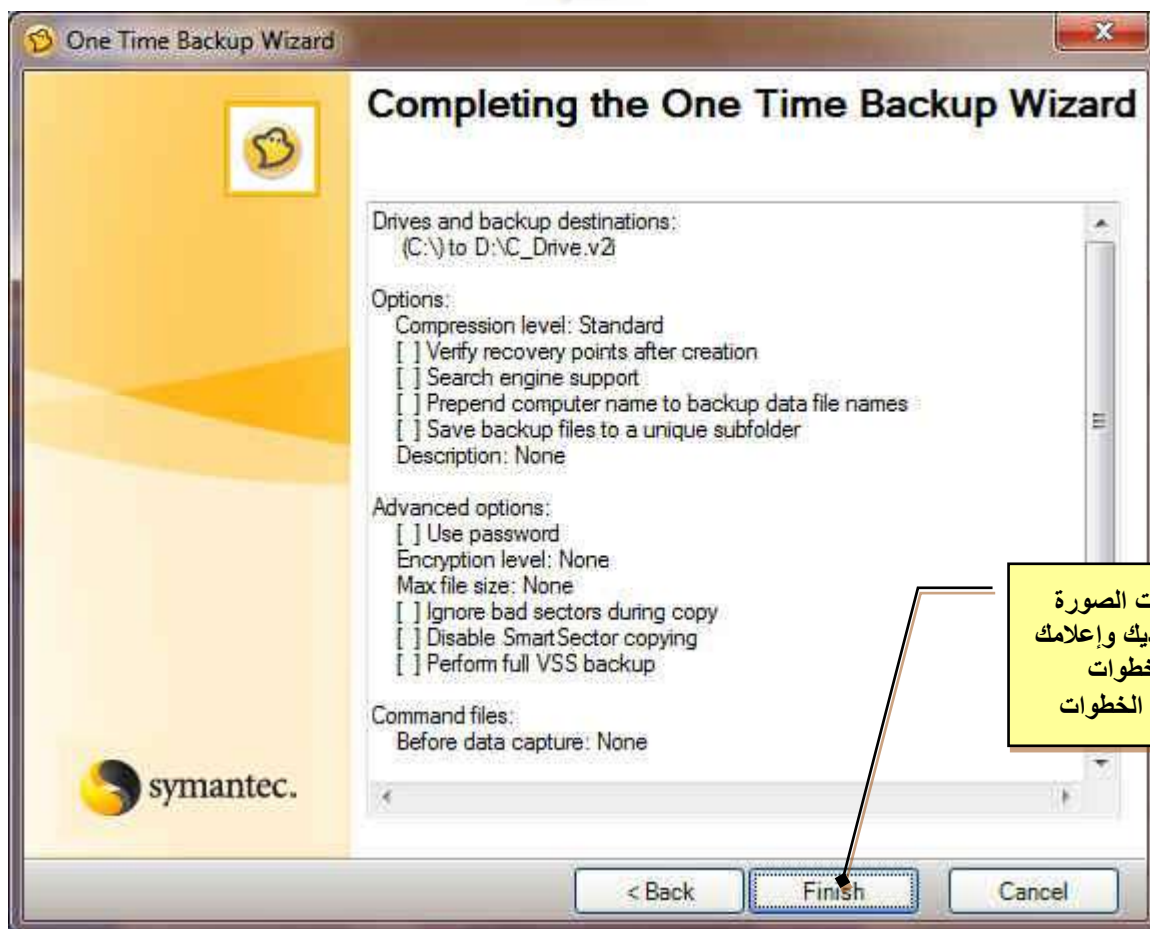 One Time Backup Wizard
Completing the One Time Backup Wizard
Drives and backup destinations:
(C:\) to D:\C_Drive.v2i
Options:
Compression level: Standard
[ ] Verify recovery points after creation
[ ] Search engine support
[ ] Prepend computer name to backup data file names
[ ] Save backup files to a unique subfolder
Description: None
Advanced options:
[ ] Use password
Encryption level: None
Max file size: None
[ ] Ignore bad sectors during copy
[ ] Disable SmartSector copying
[ ] Perform full VSS backup
Command files:
Before data capture: None
الصورة
وإعلامك
الخطوات
symantec.
< Back
Finish
Cancel